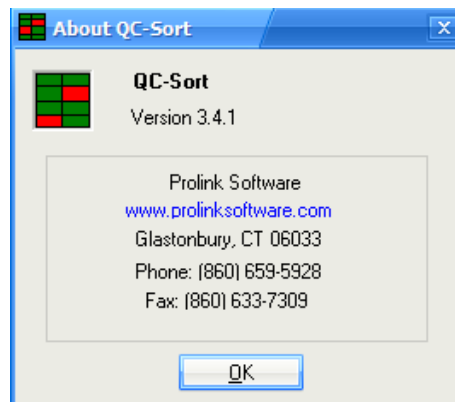 About QC-Sort
QC-Sort
Version 3.4.1
Prolink Software
www.prolinksoftware.com
Glastonbury, CT 06033
Phone: (860) 659-5928
Fax: (860) 633-7309
OK